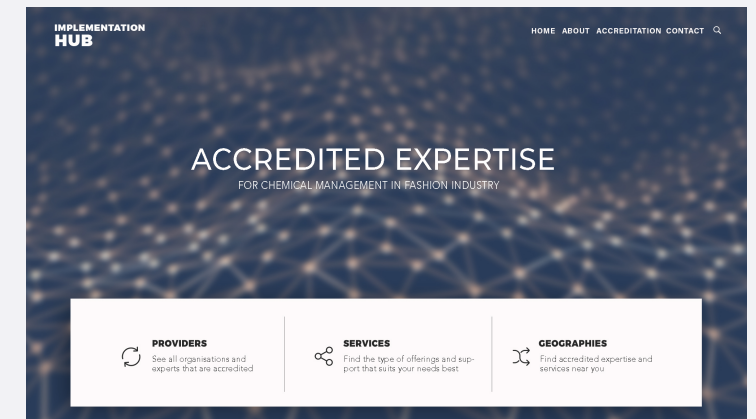 IMPLEMENTATION
HUB
HOME ABOUT ACCREDITATION CONTACT
ACCREDITED EXPERTISE
FOR CHEMICAL MANAGEMENT IN FASHION INDUSTRY
PROVIDERS
See all organisations and
experts that are accredited
SERVICES
Find the type of offerings and sup-
port that suits your needs best
GEOGRAPHIES
Find accredited expertise and
services near you